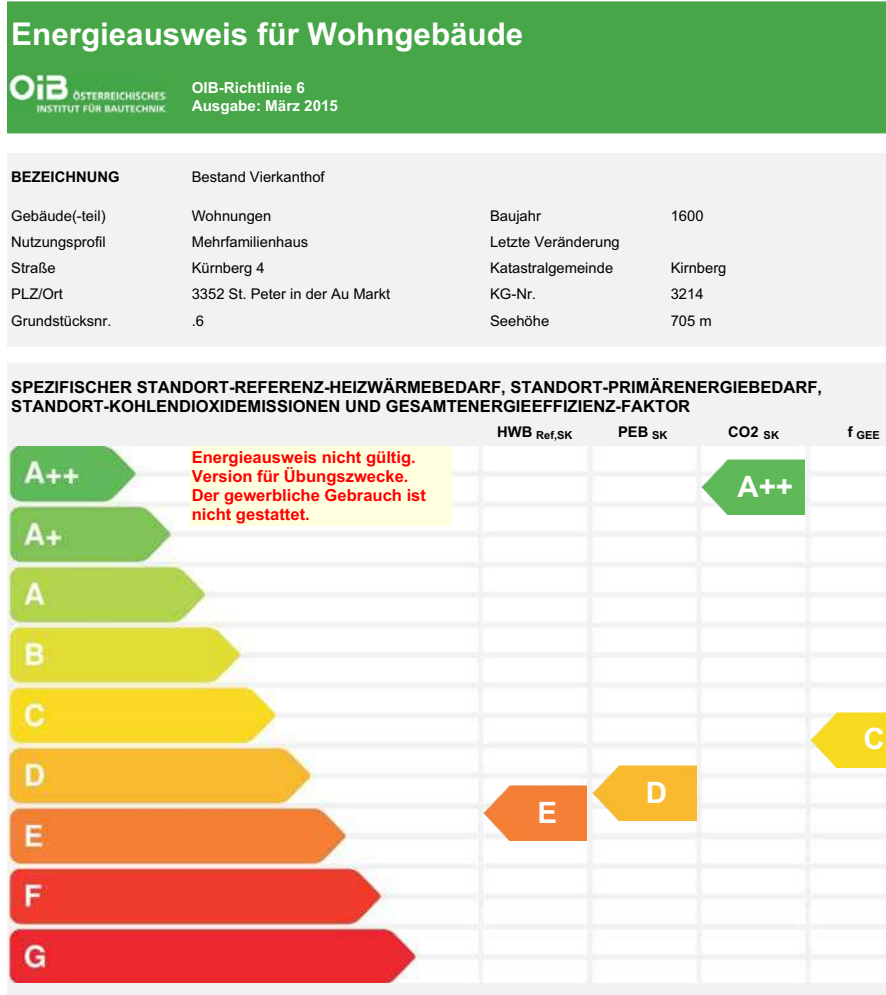 Energieausweis für Wohngebäude
OiB ÖSTERREICHISCHES
INSTITUT FÜR BAUTECHNIK
OIB-Richtlinie 6
Ausgabe: März 2015
BEZEICHNUNG Bestand Vierkanthof
Gebäude(-teil) Wohnungen Baujahr 1600
Nutzungsprofil Mehrfamilienhaus Letzte Veränderung
Straße Kürnberg 4 Katastralgemeinde Kirnberg
PLZ/Ort 3352 St. Peter in der Au Markt KG-Nr. 3214
Grundstücksnr. .6 Seehöhe 705 m
SPEZIFISCHER STANDORT-REFERENZ-HEIZWÄRMEBEDARF, STANDORT-PRIMÄRENERGIEBEDARF,
STANDORT-KOHLENDIOXIDEMISSIONEN UND GESAMTENERGIEEFFIZIENZ-FAKTOR
HWB Ref,SK PEB SK CO2 SK f GEE
Energieausweis nicht gültig.
Version für Übungszwecke.
Der gewerbliche Gebrauch ist
nicht gestattet.
A++ A++
A+
A
B
C C
D D
E E
F
G